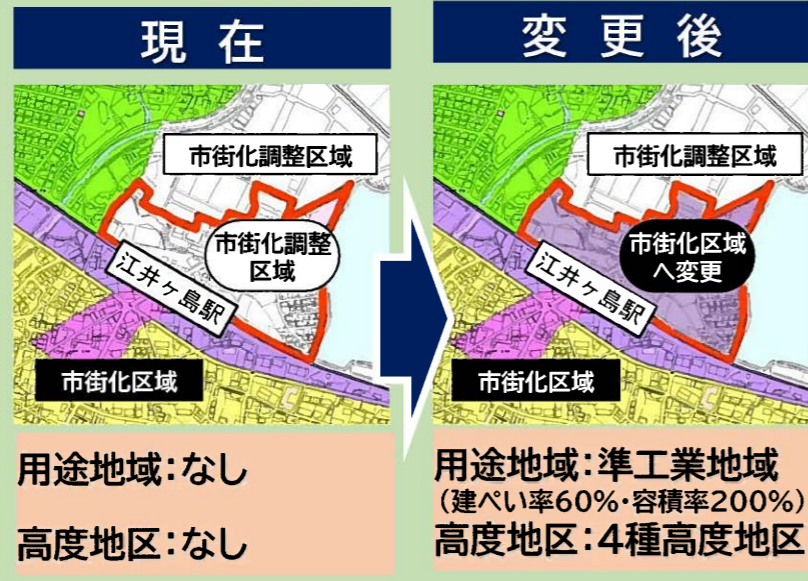 現在
市街化調整区域
市街化調整
区域
江井ヶ島駅
市街化区域
用途地域：なし
高度地区：なし
変更後
市街化調整区域
市街化区域
へ変更
江井ヶ島駅
市街化区域
用途地域：準工業地域
（建ぺい率60%・容積率200%）
高度地区：4種高度地区